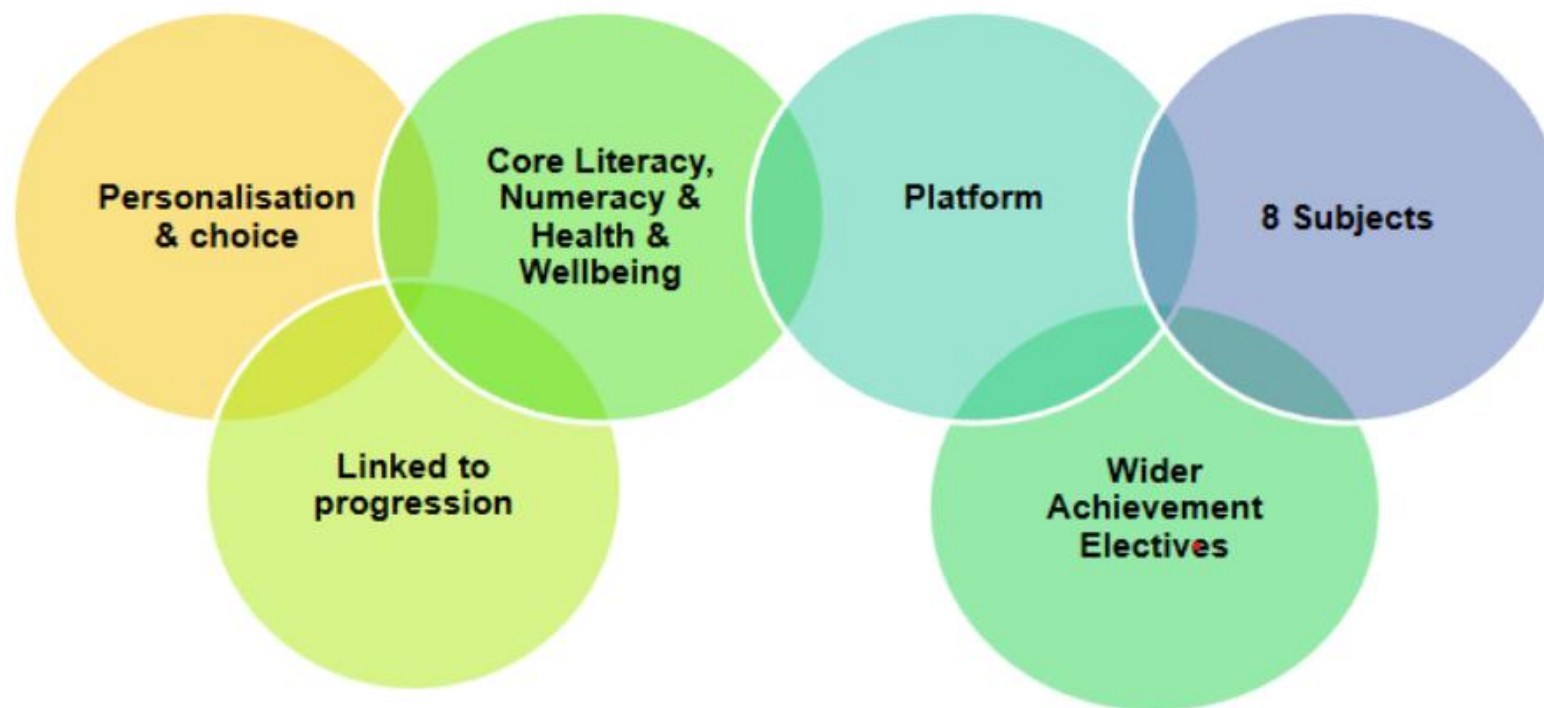 Personalisation
& choice
Core Literacy,
Numeracy &
Health &
Wellbeing
Platform
8 Subjects
Linked to
progression
Wider
Achievement
Electives